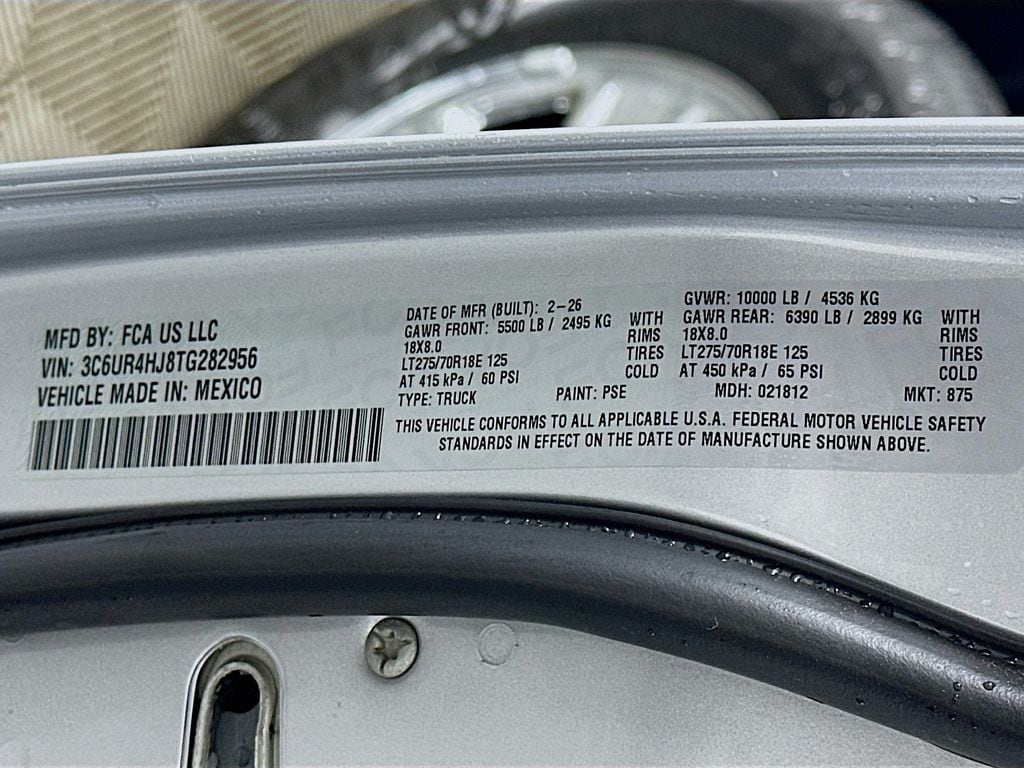 MFD BY: FCA US LLC
VIN: 3C6UR4HJ8TG282956
VEHICLE MADE IN: MEXICO
DATE OF MFR (BUILT): 2-26
GAWR FRONT: 5500 LB / 2495 KG WITH
18X8.0 RIMS
LT275/70R18E 125 TIRES
AT 415 kPa / 60 PSI COLD
TYPE: TRUCK PAINT: PSE
GVWR: 10000 LB / 4536 KG
GAWR REAR: 6390 LB / 2899 KG WITH
18X8.0 RIMS
LT275/70R18E 125 TIRES
AT 450 kPa / 65 PSI COLD
MDH: 021812 MKT: 875
THIS VEHICLE CONFORMS TO ALL APPLICABLE U.S.A. FEDERAL MOTOR VEHICLE SAFETY
STANDARDS IN EFFECT ON THE DATE OF MANUFACTURE SHOWN ABOVE.